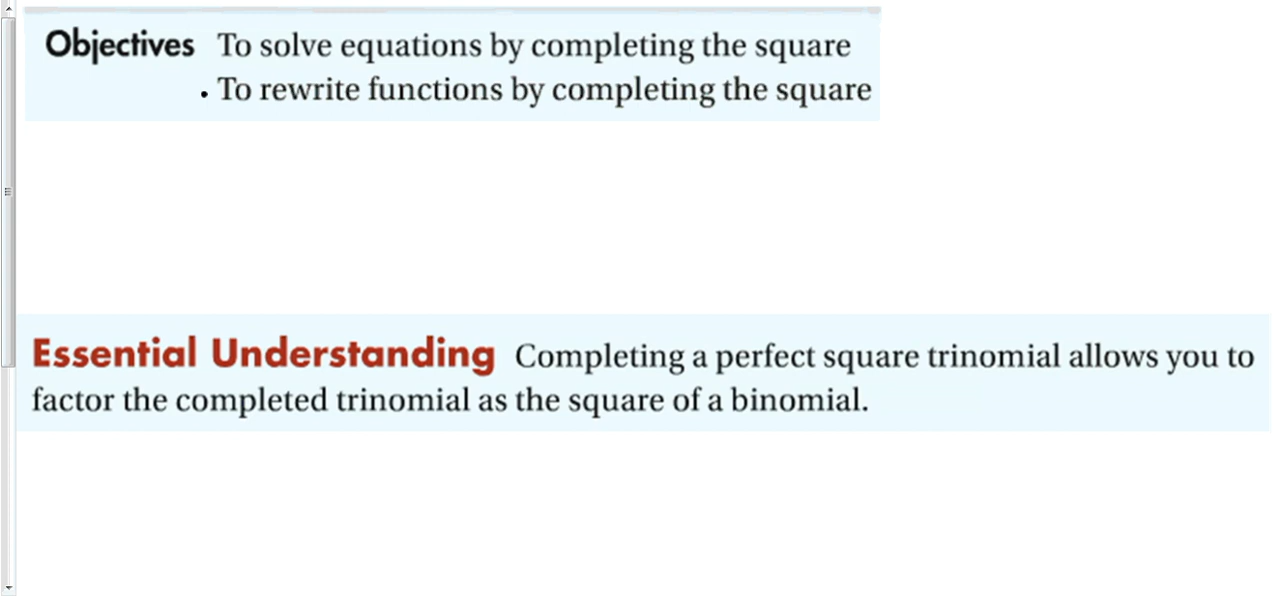 Objectives To solve equations by completing the square
. To rewrite functions by completing the square
Essential Understanding Completing a perfect square trinomial allows you to
factor the completed trinomial as the square of a binomial.